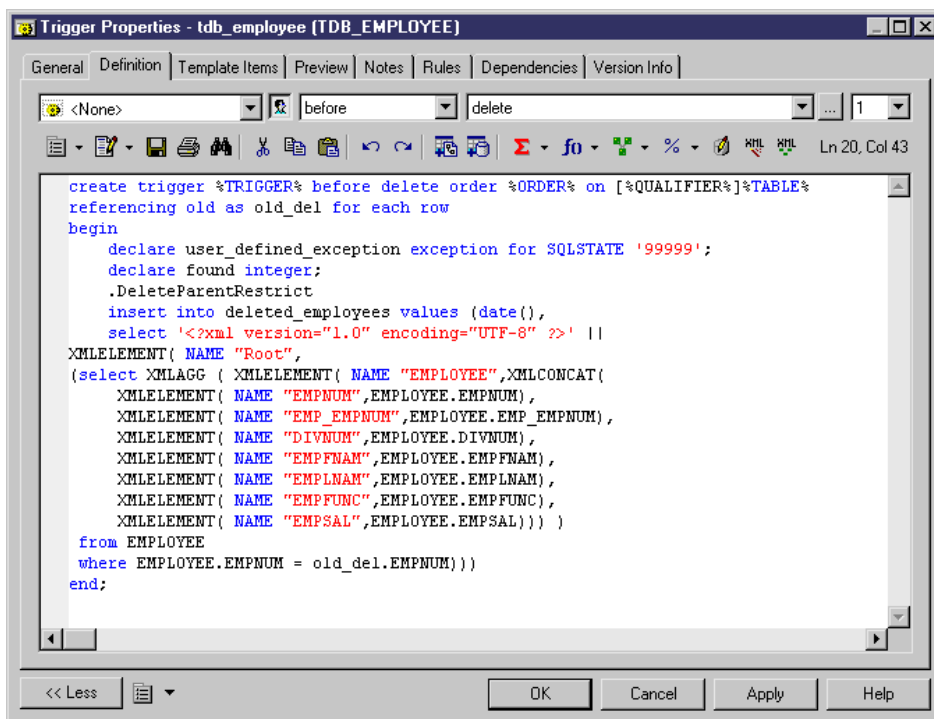 Trigger Properties - tdb_employee (TDB_EMPLOYEE)
General Definition Template Items Preview Notes Rules Dependencies Version Info
<None> before delete ... 1
Σ f() % XML XML Ln 20, Col 43
create trigger %TRIGGER% before delete order %ORDER% on [%QUALIFIER%]%TABLE%
referencing old as old_del for each row
begin
declare user_defined_exception exception for SQLSTATE '99999';
declare found integer;
.DeleteParentRestrict
insert into deleted_employees values (date(),
select '<?xml version="1.0" encoding="UTF-8" ?>' ||
XMLELEMENT( NAME "Root",
(select XMLAGG ( XMLELEMENT( NAME "EMPLOYEE",XMLCONCAT(
XMLELEMENT( NAME "EMPNUM",EMPLOYEE.EMPNUM),
XMLELEMENT( NAME "EMP_EMPNUM",EMPLOYEE.EMP_EMPNUM),
XMLELEMENT( NAME "DIVNUM",EMPLOYEE.DIVNUM),
XMLELEMENT( NAME "EMPFNAM",EMPLOYEE.EMPFNAM),
XMLELEMENT( NAME "EMPLNAM",EMPLOYEE.EMPLNAM),
XMLELEMENT( NAME "EMPFUNC",EMPLOYEE.EMPFUNC),
XMLELEMENT( NAME "EMPSAL",EMPLOYEE.EMPSAL))) )
from EMPLOYEE
where EMPLOYEE.EMPNUM = old_del.EMPNUM)))
end;
<< Less OK Cancel Apply Help